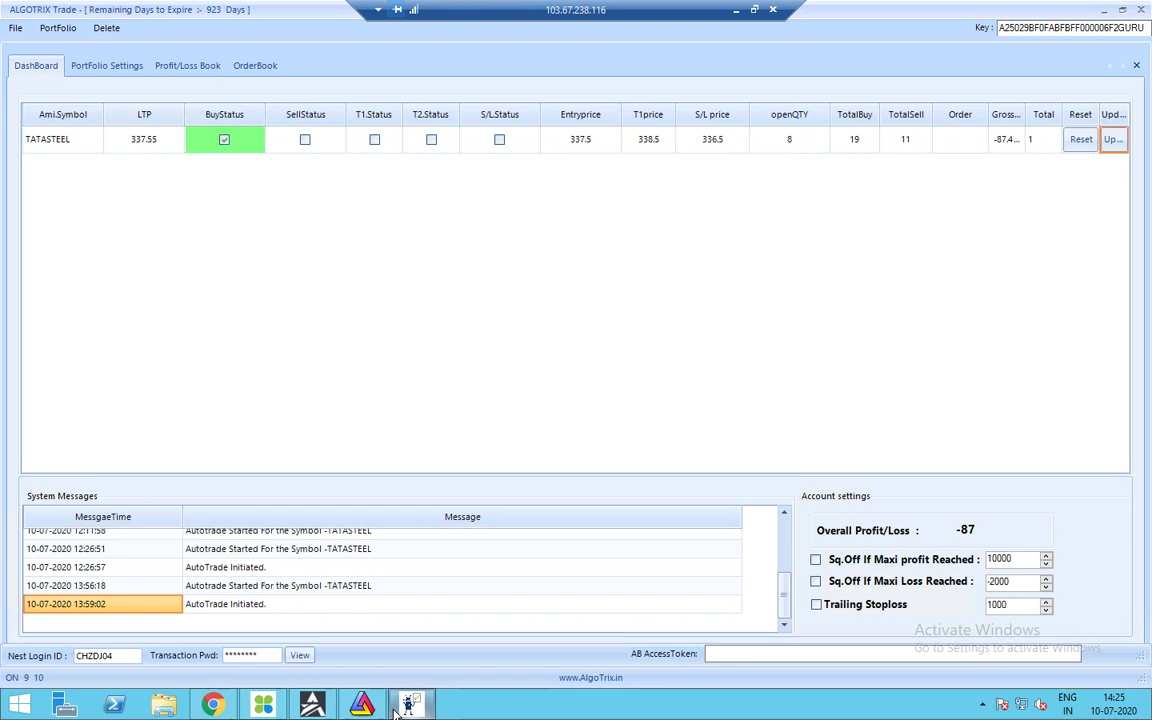 ALGOTRIX Trade - [ Remaining Days to Expire :- 923 Days ]
103.67.238.116
File PortFolio Delete
Key : A25029BF0FABFBFF000006F2GURU
DashBoard PortFolio Settings Profit/Loss Book OrderBook
Ami.Symbol LTP BuyStatus SellStatus T1.Status T2.Status S/L.Status Entryprice T1price S/L price openQTY TotalBuy TotalSell Order Gross... Total Reset Upd...
TATASTEEL 337.55 337.5 338.5 336.5 8 19 11 -87.4... 1 Reset Up...
System Messages
MessgaeTime Message
10-07-2020 12:11:58 Autotrade Started For the Symbol -TATASTEEL
10-07-2020 12:26:51 Autotrade Started For the Symbol -TATASTEEL
10-07-2020 12:26:57 AutoTrade Initiated.
10-07-2020 13:56:18 Autotrade Started For the Symbol -TATASTEEL
10-07-2020 13:59:02 AutoTrade Initiated.
Account settings
Overall Profit/Loss : -87
Sq.Off If Maxi profit Reached : 10000
Sq.Off If Maxi Loss Reached : -2000
Trailing Stoploss 1000
Activate Windows
Go to Settings to activate Windows.
Nest Login ID : CHZDJ04 Transaction Pwd: ******** View
AB AccessToken:
ON 9 10
www.AlgoTrix.in
ENG 14:25
IN 10-07-2020